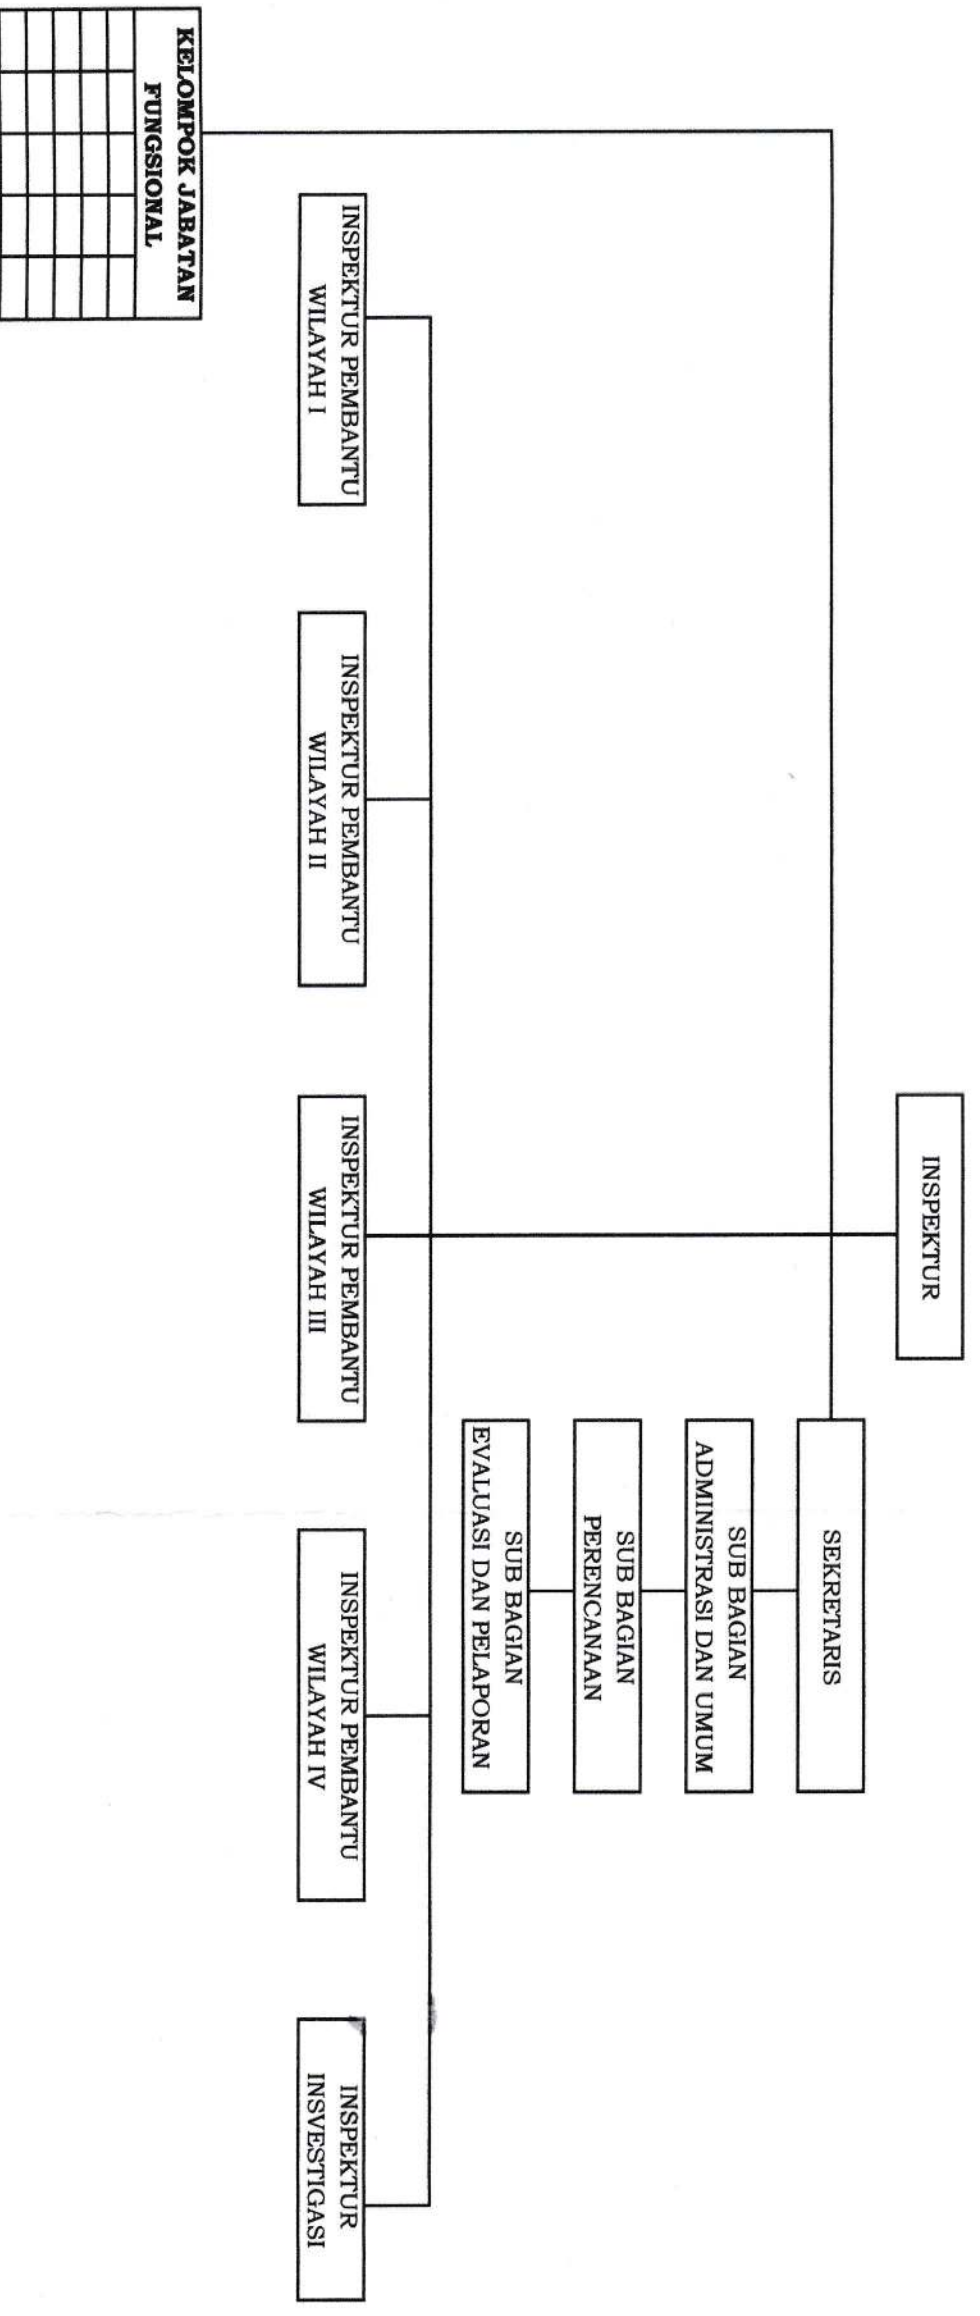 INSPEKTUR
SEKRETARIS
SUB BAGIAN
ADMINISTRASI DAN UMUM
SUB BAGIAN
PERENCANAAN
SUB BAGIAN
EVALUASI DAN PELAPORAN
INSPEKTUR PEMBANTU
WILAYAH I
INSPEKTUR PEMBANTU
WILAYAH II
INSPEKTUR PEMBANTU
WILAYAH III
INSPEKTUR PEMBANTU
WILAYAH IV
INSPEKTUR
INSVESTIGASI
KELOMPOK JABATAN
FUNGSIONAL